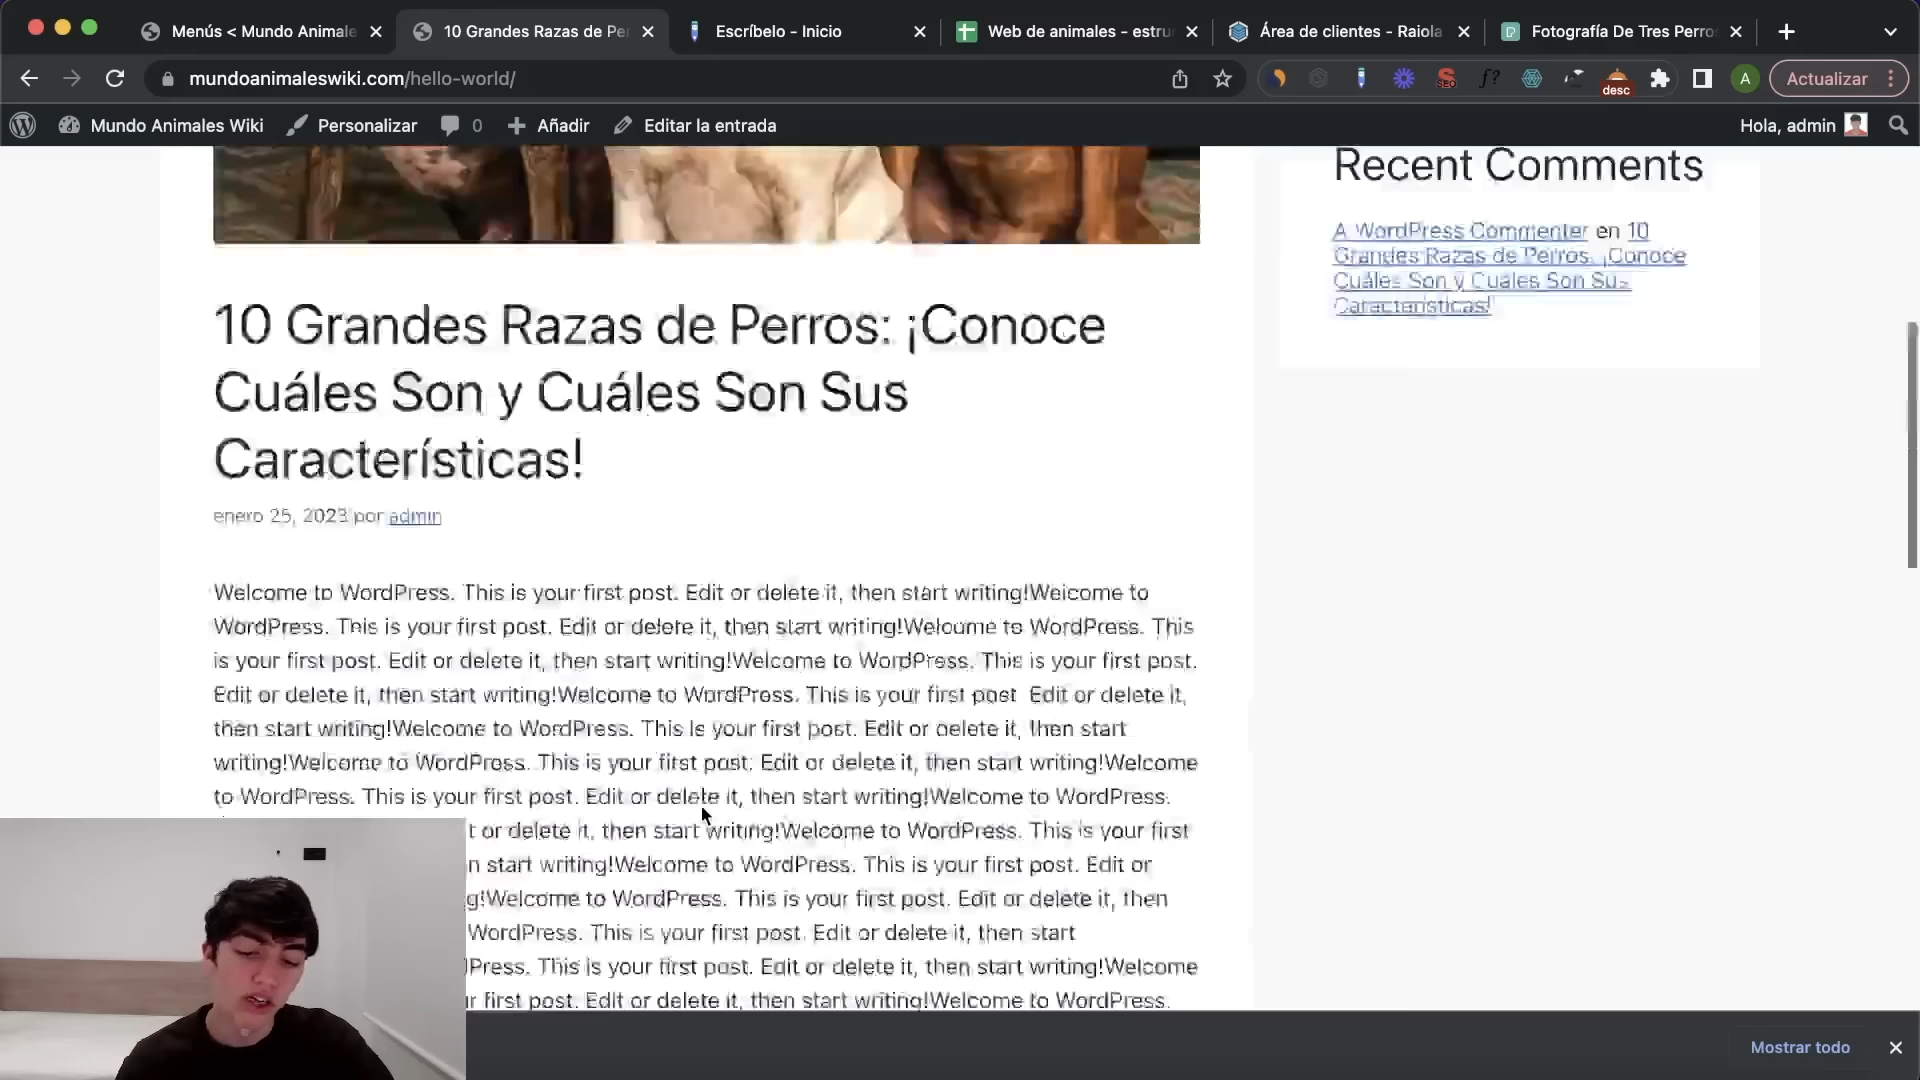 Menús < Mundo Animale
10 Grandes Razas de Pe
Escríbelo - Inicio
Web de animales - estru
Área de clientes - Raiola
Fotografía De Tres Perro
mundoanimaleswiki.com/hello-world/
SEO
f?
desc
A
Actualizar
Mundo Animales Wiki
Personalizar
0
Añadir
Editar la entrada
Hola, admin
Recent Comments
A WordPress Commenter en 10
Grandes Razas de Perros: ¡Conoce
Cuáles Son y Cuáles Son Sus
Características!
10 Grandes Razas de Perros: ¡Conoce
Cuáles Son y Cuáles Son Sus
Características!
enero 25, 2023 por admin
Welcome to WordPress. This is your first post. Edit or delete it, then start writing!Welcome to
WordPress. This is your first post. Edit or delete it, then start writing!Welcome to WordPress. This
is your first post. Edit or delete it, then start writing!Welcome to WordPress. This is your first post.
Edit or delete it, then start writing!Welcome to WordPress. This is your first post Edit or delete it,
then start writing!Welcome to WordPress. This is your first post. Edit or delete it, then start
writing!Welcome to WordPress. This is your first post. Edit or delete it, then start writing!Welcome
to WordPress. This is your first post. Edit or delete it, then start writing!Welcome to WordPress.
t or delete it, then start writing!Welcome to WordPress. This is your first
n start writing!Welcome to WordPress. This is your first post. Edit or
g!Welcome to WordPress. This is your first post. Edit or delete it, then
WordPress. This is your first post. Edit or delete it, then start
Press. This is your first post. Edit or delete it, then start writing!Welcome
r first post. Edit or delete it, then start writing!Welcome to WordPress.
Mostrar todo